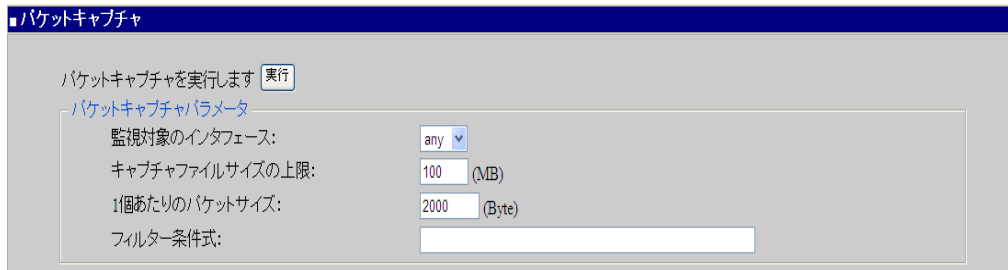 ■パケットキャプチャ
パケットキャプチャを実行します 実行
パケットキャプチャパラメータ
監視対象のインタフェース: any
キャプチャファイルサイズの上限: 100 (MB)
1個あたりのパケットサイズ: 2000 (Byte)
フィルター条件式: